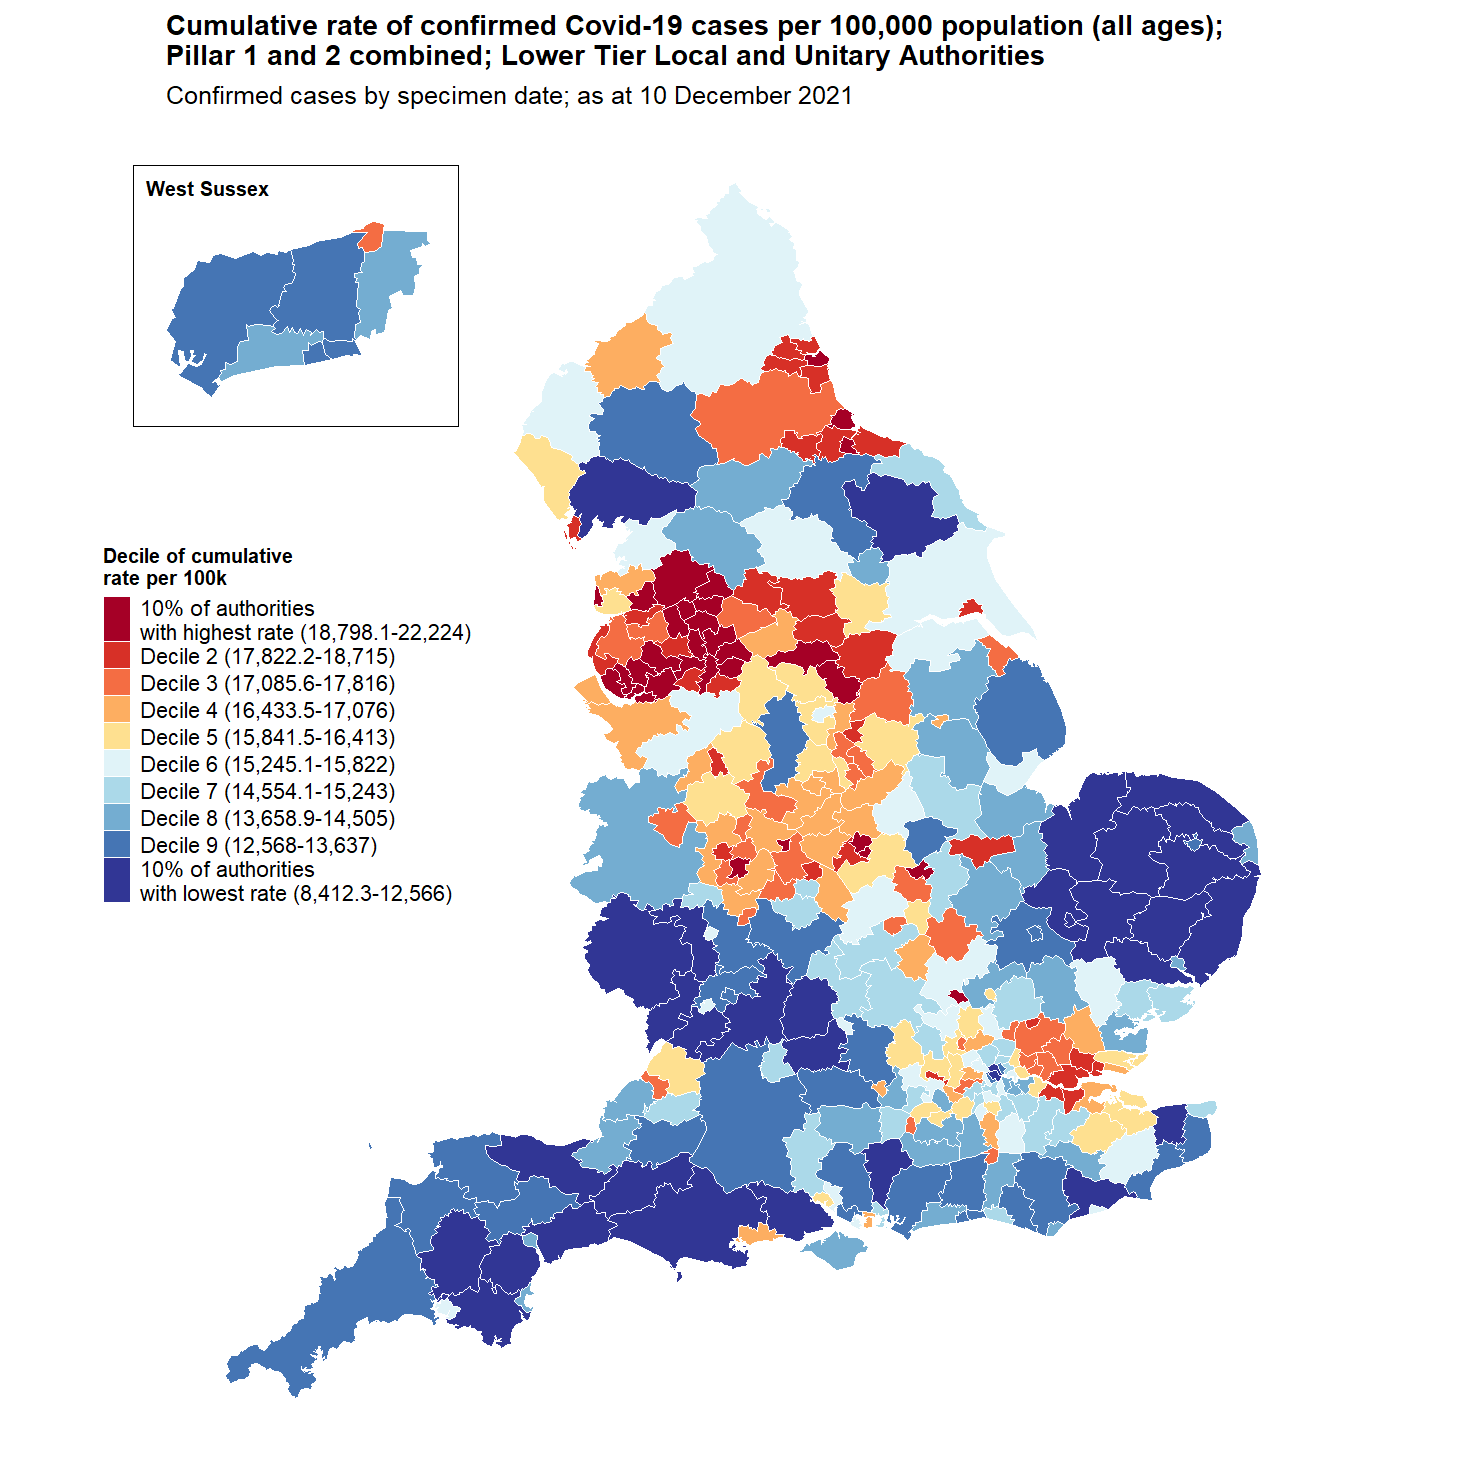 Cumulative rate of confirmed Covid-19 cases per 100,000 population (all ages);
Pillar 1 and 2 combined; Lower Tier Local and Unitary Authorities
Confirmed cases by specimen date; as at 10 December 2021
West Sussex
Decile of cumulative
rate per 100k
10% of authorities
with highest rate (18,798.1-22,224)
Decile 2 (17,822.2-18,715)
Decile 3 (17,085.6-17,816)
Decile 4 (16,433.5-17,076)
Decile 5 (15,841.5-16,413)
Decile 6 (15,245.1-15,822)
Decile 7 (14,554.1-15,243)
Decile 8 (13,658.9-14,505)
Decile 9 (12,568-13,637)
10% of authorities
with lowest rate (8,412.3-12,566)